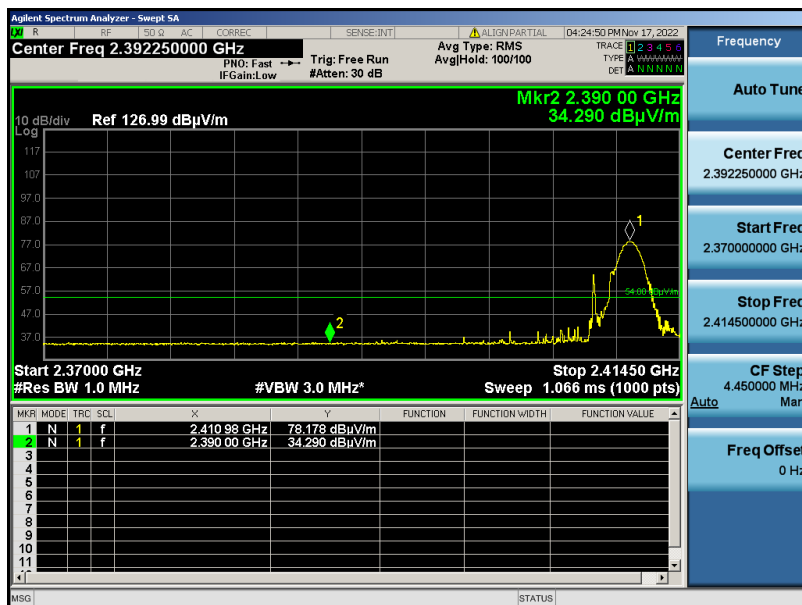 Agilent Spectrum Analyzer - Swept SA
LXI R RF 50 Ω AC CORREC SENSE:INT ALIGN PARTIAL 04:24:50 PM Nov 17, 2022
Center Freq 2.392250000 GHz
PNO: Fast
IFGain:Low
Trig: Free Run
#Atten: 30 dB
Avg Type: RMS
Avg|Hold: 100/100
TRACE 1 2 3 4 5 6
TYPE A
DET A N N N N N
Mkr2 2.390 00 GHz
34.290 dBµV/m
10 dB/div Ref 126.99 dBµV/m
Log
117
107
97.0
87.0
77.0
67.0
57.0
47.0
37.0
1
2
54.00 dBµV/m
Start 2.37000 GHz Stop 2.41450 GHz
#Res BW 1.0 MHz #VBW 3.0 MHz* Sweep 1.066 ms (1000 pts)
MKR MODE TRC SCL X Y FUNCTION FUNCTION WIDTH FUNCTION VALUE
1 N 1 f 2.410 98 GHz 78.178 dBµV/m
2 N 1 f 2.390 00 GHz 34.290 dBµV/m
3
4
5
6
7
8
9
10
11
MSG STATUS
Frequency
Auto Tune
Center Freq
2.392250000 GHz
Start Freq
2.370000000 GHz
Stop Freq
2.414500000 GHz
CF Step
4.450000 MHz
Auto Man
Freq Offset
0 Hz